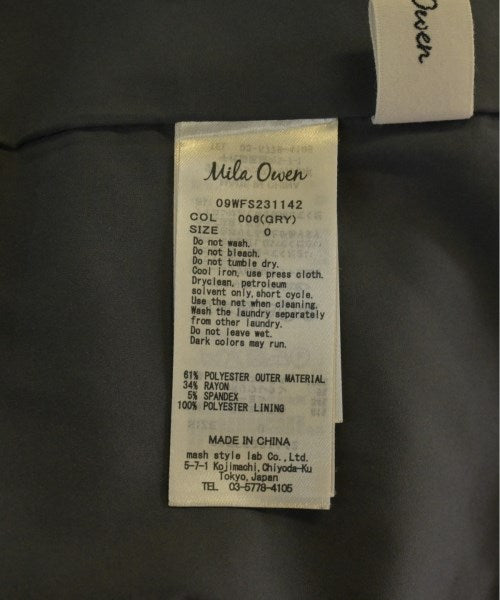 Owen
Mila Owen
09WFS231142
COL 006(GRY)
SIZE 0
Do not wash.
Do not bleach.
Do not tumble dry.
Cool iron, use press cloth.
Dryclean, petroleum
solvent only, short cycle.
Use the net when cleaning.
Wash the laundry separately
from other laundry.
Do not leave wet.
Dark colors may run.
61% POLYESTER OUTER MATERIAL
34% RAYON
5% SPANDEX
100% POLYESTER LINING
MADE IN CHINA
mash style lab Co.,Ltd.
5-7-1 Kojimachi,Chiyoda-Ku
Tokyo,Japan
TEL 03-5778-4105